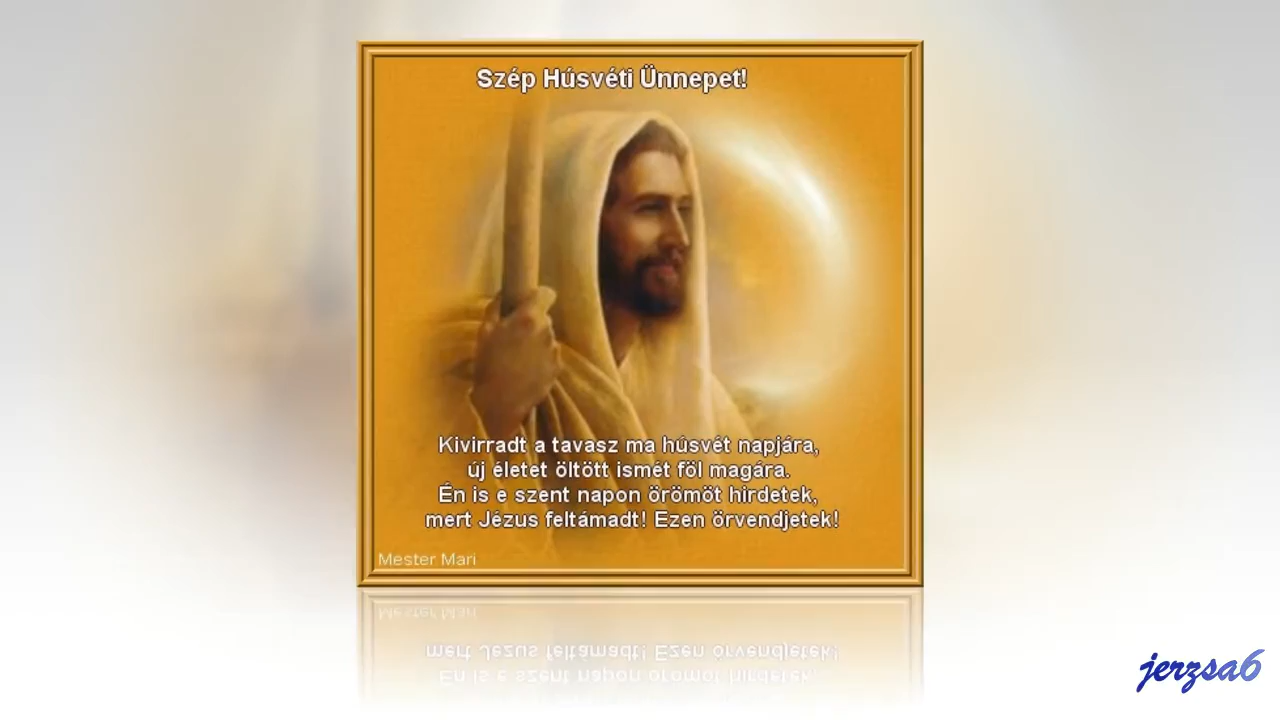 Szép Húsvéti Ünnepet!
Kivirradt a tavasz ma húsvét napjára,
új életet öltött ismét föl magára.
Én is e szent napon örömöt hirdetek,
mert Jézus feltámadt! Ezen örvendjetek!
Mester Mari
jerzsa6